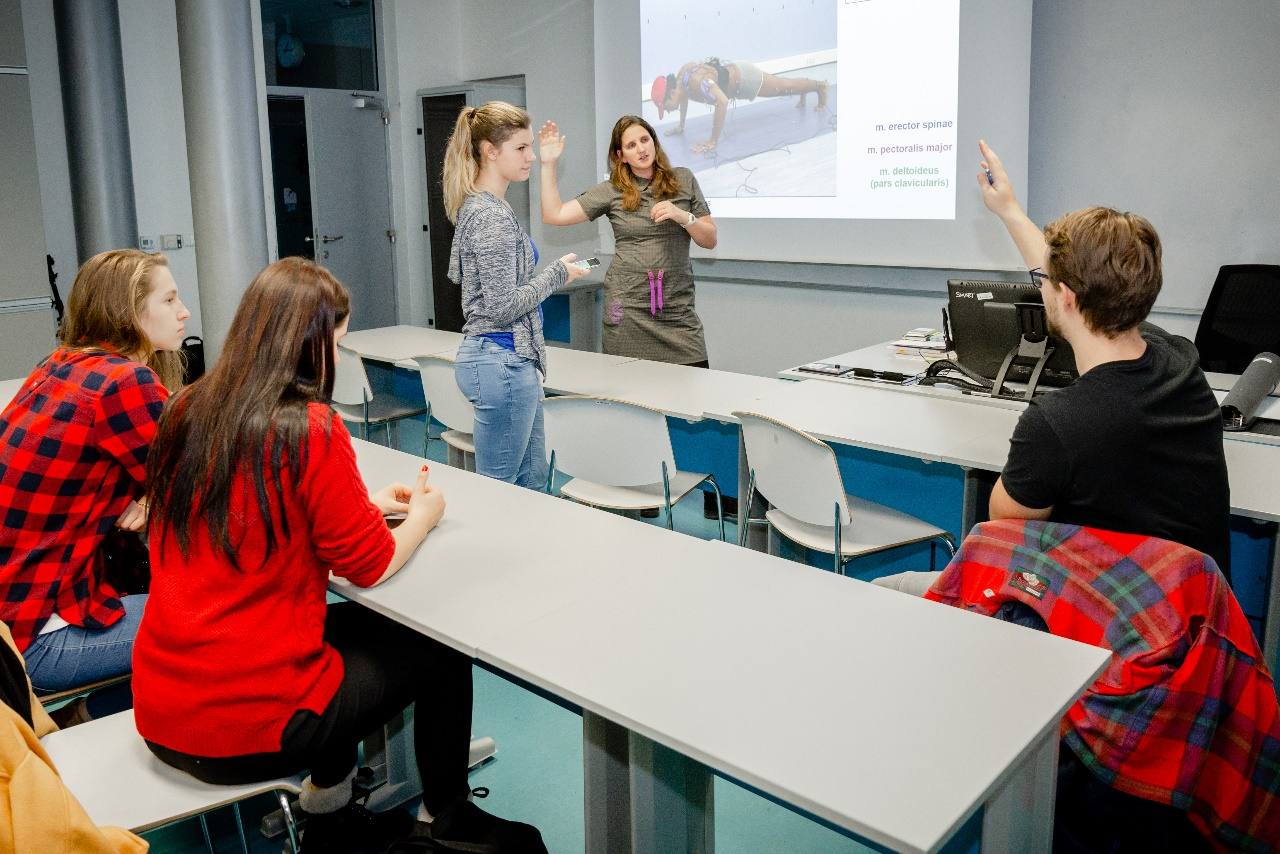 m. erector spinae
m. pectoralis major
m. deltoideus
(pars clavicularis)
SMART